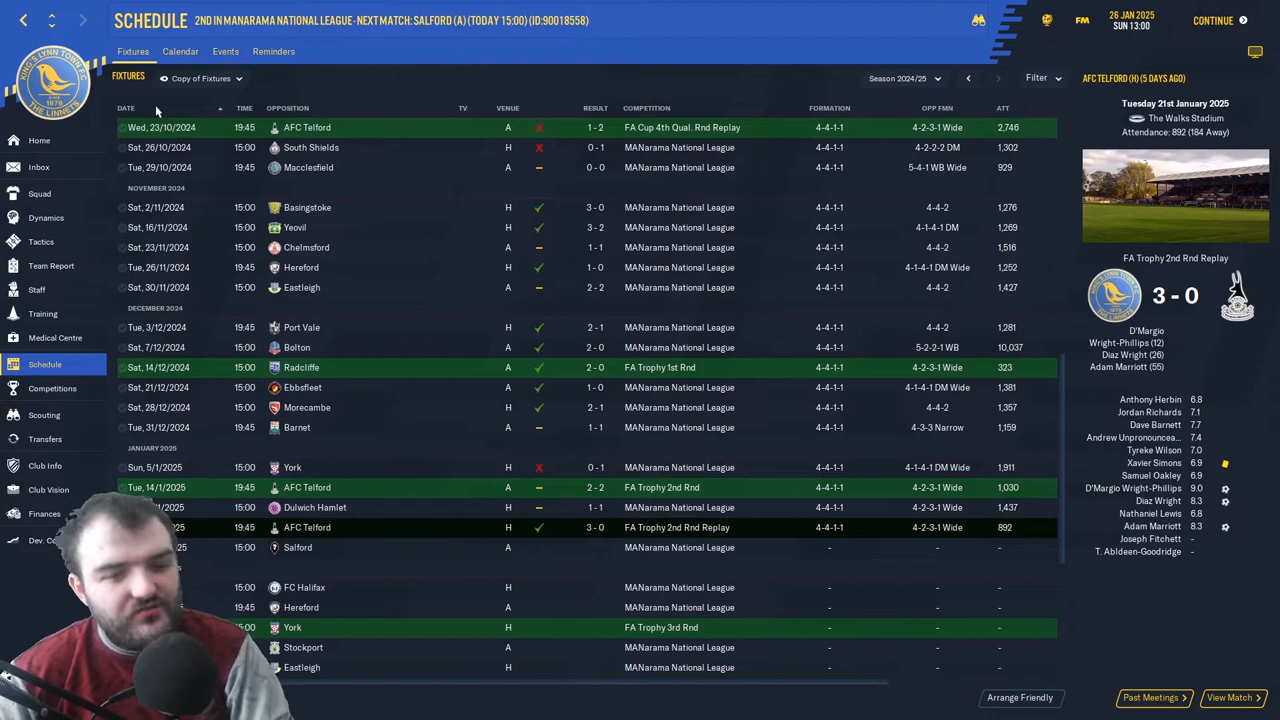 SCHEDULE 2ND IN MANARAMA NATIONAL LEAGUE - NEXT MATCH: SALFORD (A) (TODAY 15:00) (ID:90018558)
FM
26 JAN 2025
SUN 13:00
CONTINUE
Fixtures Calendar Events Reminders
KING'S LYNN TOWN F.C.
THE LINNETS
FIXTURES Copy of Fixtures Season 2024/25 Filter
DATE TIME OPPOSITION TV VENUE RESULT COMPETITION FORMATION OPP FMN ATT
Wed, 23/10/2024 19:45 AFC Telford A 1 - 2 FA Cup 4th Qual. Rnd Replay 4-4-1-1 4-2-3-1 Wide 2,746
Sat, 26/10/2024 15:00 South Shields H 0 - 1 MANarama National League 4-4-1-1 4-2-2-2 DM 1,302
Tue, 29/10/2024 19:45 Macclesfield A 0 - 0 MANarama National League 4-4-1-1 5-4-1 WB Wide 929
NOVEMBER 2024
Sat, 2/11/2024 15:00 Basingstoke H 3 - 0 MANarama National League 4-4-1-1 4-4-2 1,276
Sat, 16/11/2024 15:00 Yeovil H 3 - 2 MANarama National League 4-4-1-1 4-1-4-1 DM 1,269
Sat, 23/11/2024 15:00 Chelmsford A 1 - 1 MANarama National League 4-4-1-1 4-4-2 1,516
Tue, 26/11/2024 19:45 Hereford H 1 - 0 MANarama National League 4-4-1-1 4-1-4-1 DM Wide 1,252
Sat, 30/11/2024 15:00 Eastleigh A 2 - 2 MANarama National League 4-4-1-1 4-4-2 1,427
DECEMBER 2024
Tue, 3/12/2024 19:45 Port Vale H 2 - 1 MANarama National League 4-4-1-1 4-4-2 1,281
Sat, 7/12/2024 15:00 Bolton A 2 - 0 MANarama National League 4-4-1-1 5-2-2-1 WB 10,037
Sat, 14/12/2024 15:00 Radcliffe A 2 - 0 FA Trophy 1st Rnd 4-4-1-1 4-2-3-1 Wide 323
Sat, 21/12/2024 15:00 Ebbsfleet A 1 - 0 MANarama National League 4-4-1-1 4-1-4-1 DM Wide 1,381
Sat, 28/12/2024 15:00 Morecambe H 2 - 1 MANarama National League 4-4-1-1 4-4-2 1,357
Tue, 31/12/2024 19:45 Barnet A 1 - 1 MANarama National League 4-4-1-1 4-3-3 Narrow 1,159
JANUARY 2025
Sun, 5/1/2025 15:00 York H 0 - 1 MANarama National League 4-4-1-1 4-1-4-1 DM Wide 1,911
Tue, 14/1/2025 19:45 AFC Telford A 2 - 2 FA Trophy 2nd Rnd 4-4-1-1 4-2-3-1 Wide 1,030
/1/2025 15:00 Dulwich Hamlet H 1 - 1 MANarama National League 4-4-1-1 4-2-3-1 Wide 1,437
2025 19:45 AFC Telford H 3 - 0 FA Trophy 2nd Rnd Replay 4-4-1-1 4-2-3-1 Wide 892
2025 15:00 Salford A MANarama National League - - -
15:00 FC Halifax H MANarama National League - - -
19:45 Hereford A MANarama National League - - -
5:00 York H FA Trophy 3rd Rnd - - -
Stockport A MANarama National League - - -
Eastleigh H MANarama National League - - -
Arrange Friendly
Home
Inbox
Squad
Dynamics
Tactics
Team Report
Staff
Training
Medical Centre
Schedule
Competitions
Scouting
Transfers
Club Info
Club Vision
Finances
Dev. C
AFC TELFORD (H) (5 DAYS AGO)
Tuesday 21st January 2025
The Walks Stadium
Attendance: 892 (184 Away)
FA Trophy 2nd Rnd Replay
3 - 0
D'Margio
Wright-Phillips (12)
Diaz Wright (26)
Adam Marriott (55)
Anthony Herbin 6.8
Jordan Richards 7.1
Dave Barnett 7.7
Andrew Unpronouncea... 7.4
Tyreke Wilson 7.0
Xavier Simons 6.9
Samuel Oakley 6.9
D'Margio Wright-Phillips 9.0
Diaz Wright 8.3
Nathaniel Lewis 6.8
Adam Marriott 8.3
Joseph Fitchett -
T. Abldeen-Goodridge -
Past Meetings View Match